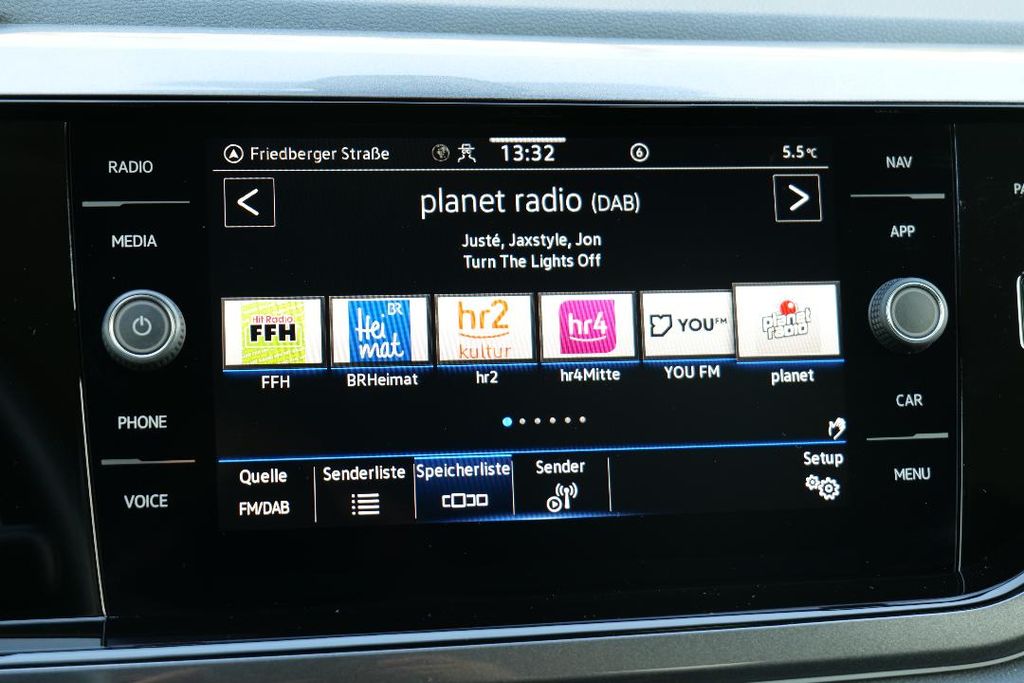 RADIO
MEDIA
PHONE
VOICE
Friedberger Straße
13:32
6
5.5°C
planet radio (DAB)
Justé, Jaxstyle, Jon
Turn The Lights Off
Hit Radio
FFH
BR
Hei
mat
hr2
kultur
hr4
YOU FM
planet
radio
FFH
BRHeimat
hr2
hr4Mitte
YOU FM
planet
Quelle
FM/DAB
Senderliste
Speicherliste
Sender
Setup
NAV
APP
CAR
MENU
PA